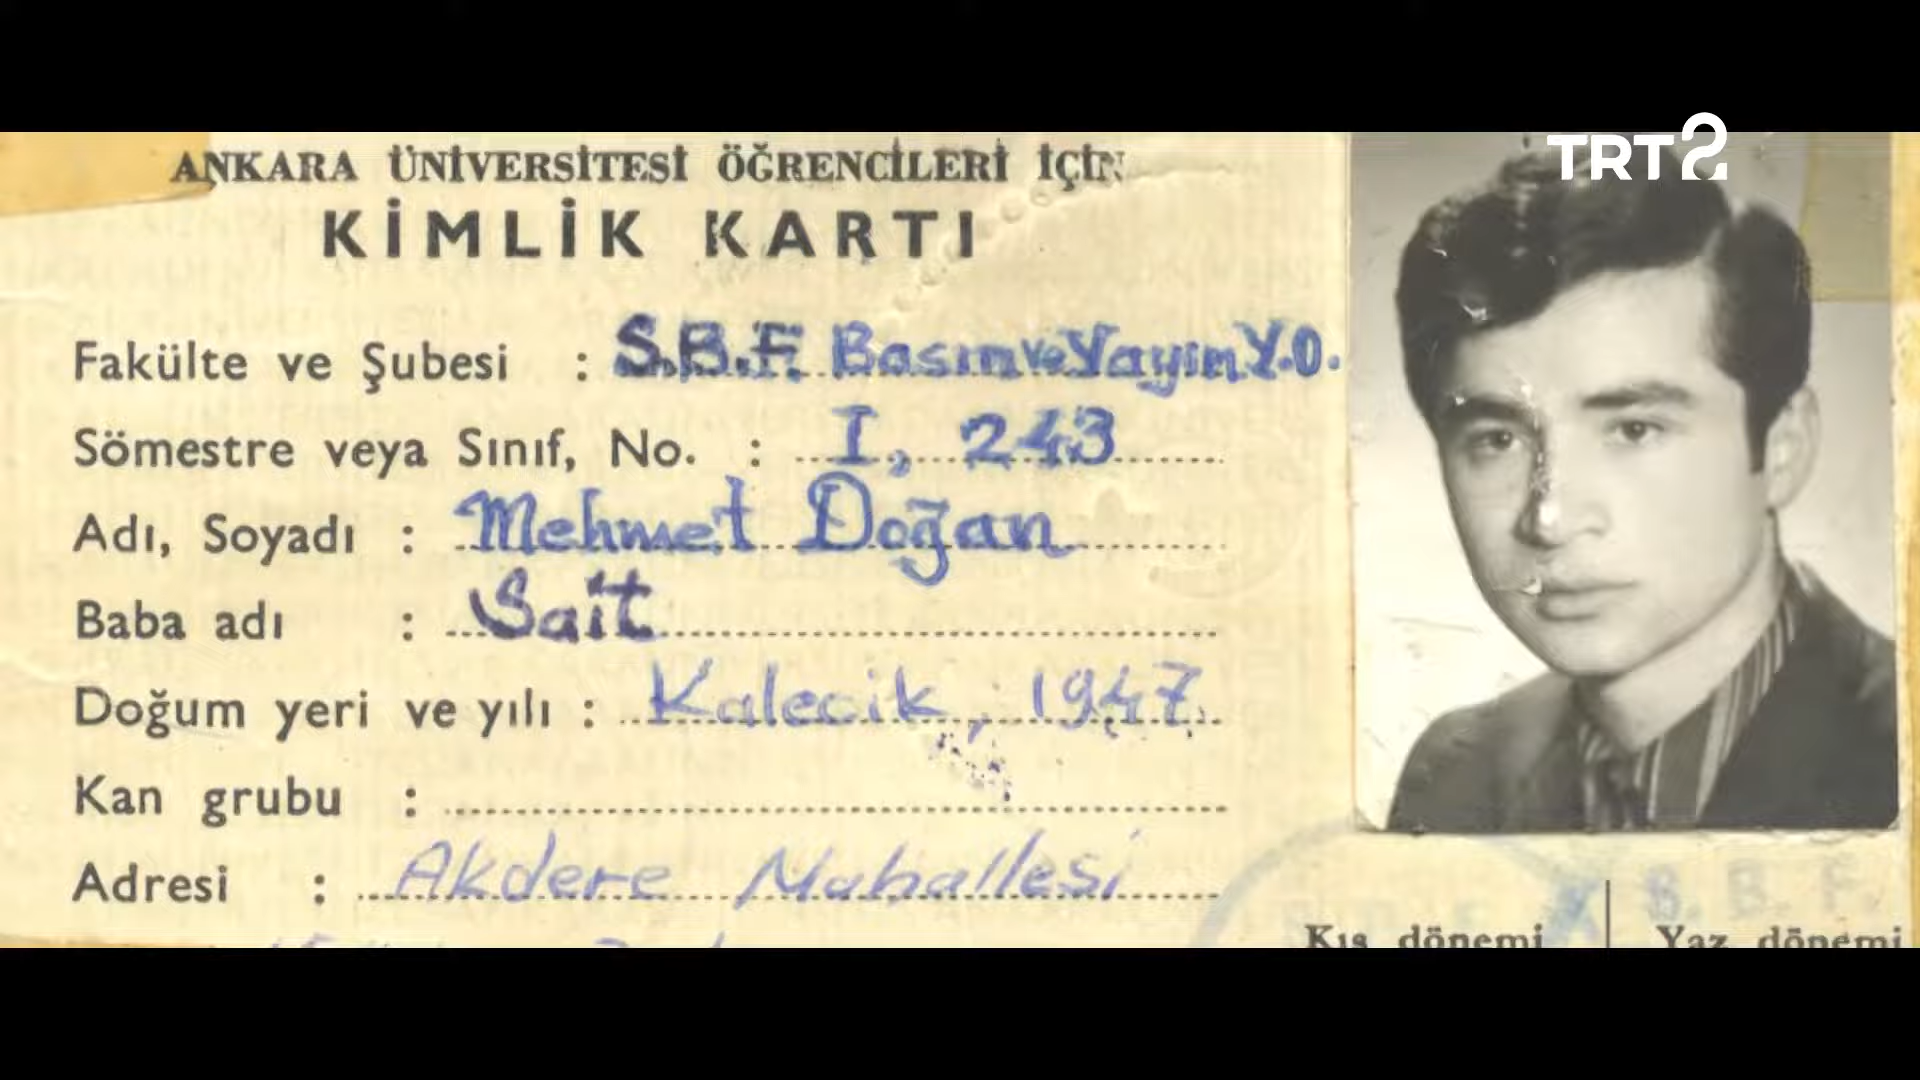 TRT2
ANKARA ÜNİVERSİTESİ ÖĞRENCİLERİ İÇİN
KİMLİK KARTI
Fakülte ve Şubesi : S.B.F. Basın ve Yayın Y.O.
Sömestre veya Sınıf, No. : I, 243
Adı, Soyadı : Mehmet Doğan
Baba adı : Sait
Doğum yeri ve yılı : Kalecik, 1947
Kan grubu :
Adresi : Akdere Mahallesi
S.B.F.
Kış dönemi Yaz dönemi